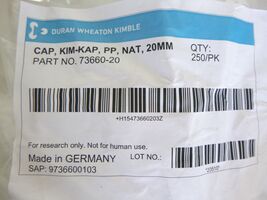 DURAN WHEATON KIMBLE
CAP, KIM-KAP, PP, NAT, 20MM
QTY:
PART NO. 73660-20
250/PK
+H15473660203Z
For research only. Not for human use.
Made in GERMANY
LOT NO.:
SAP: 9736600103